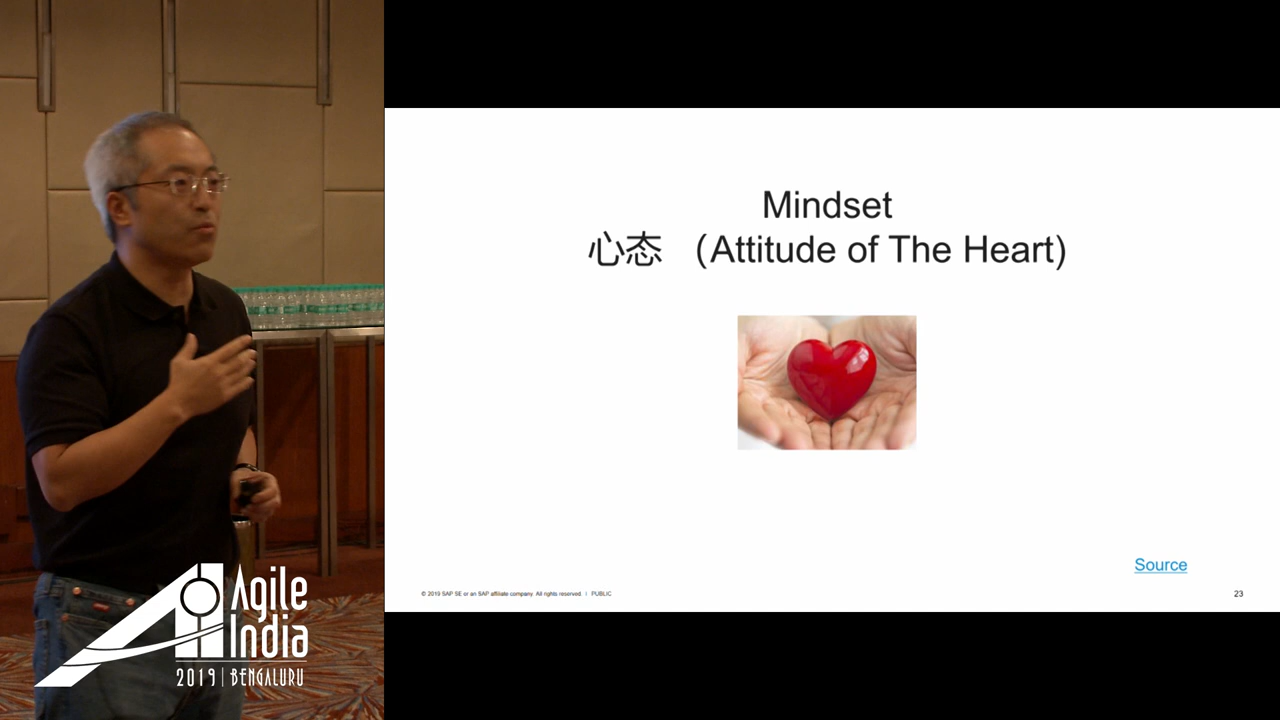 Mindset
心态 (Attitude of The Heart)
Source
© 2019 SAP SE or an SAP affiliate company. All rights reserved. | PUBLIC
23
Agile
India
2019 | BENGALURU